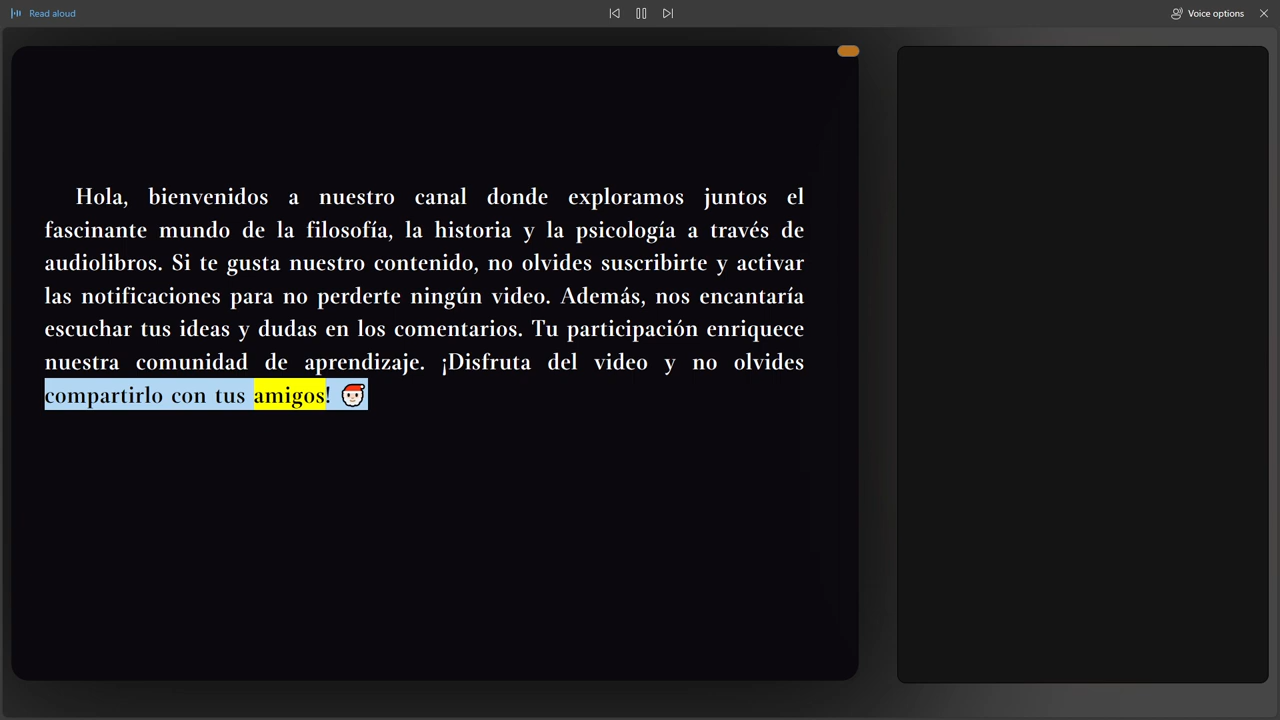 Read aloud
Voice options
Hola, bienvenidos a nuestro canal donde exploramos juntos el
fascinante mundo de la filosofía, la historia y la psicología a través de
audiolibros. Si te gusta nuestro contenido, no olvides suscribirte y activar
las notificaciones para no perderte ningún video. Además, nos encantaría
escuchar tus ideas y dudas en los comentarios. Tu participación enriquece
nuestra comunidad de aprendizaje. ¡Disfruta del video y no olvides
compartirlo con tus amigos! 🎅🏻